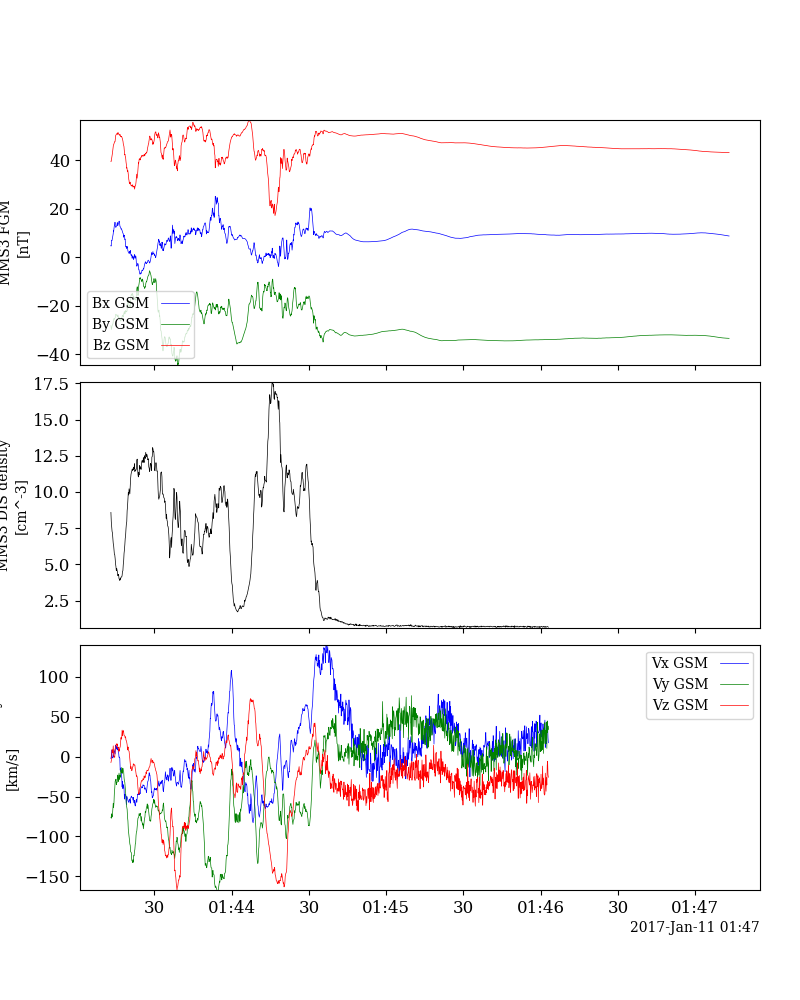 40
20
0
−20
−40
MMS3 FGM
[nT]
Bx GSM
By GSM
Bz GSM
17.5
15.0
12.5
10.0
7.5
5.0
2.5
MMS3 DIS density
[cm^-3]
100
50
0
−50
−100
−150
[km/s]
Vx GSM
Vy GSM
Vz GSM
30
01:44
30
01:45
30
01:46
30
01:47
2017-Jan-11 01:47